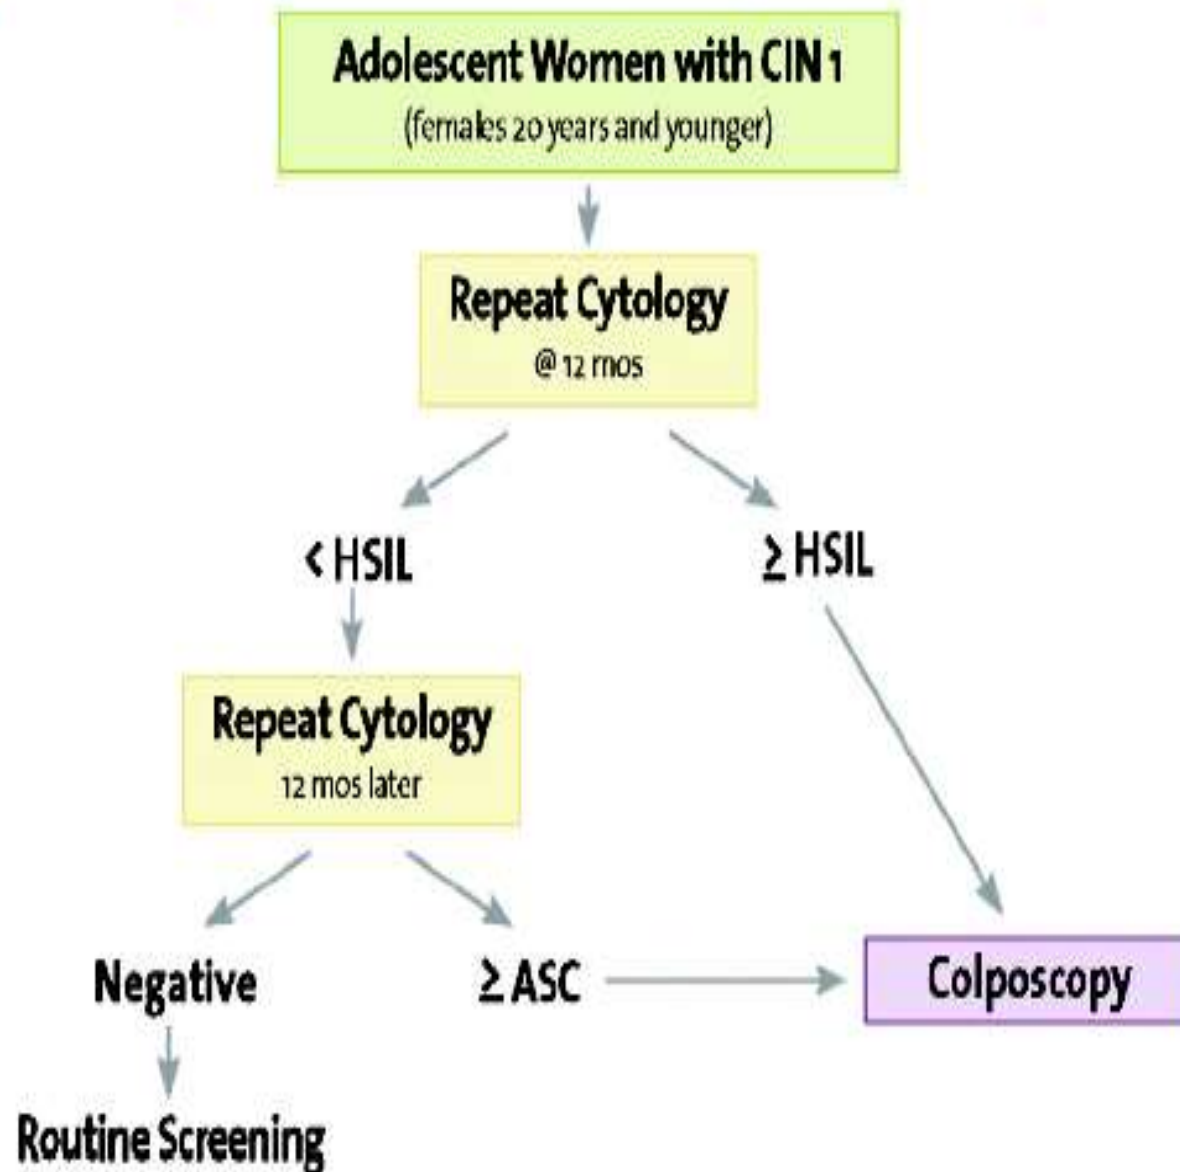 Adolescent Women with CIN 1
(females 20 years and younger)
Repeat Cytology
@ 12 mos
< HSIL
≥ HSIL
Repeat Cytology
12 mos later
Negative
≥ ASC
Colposcopy
Routine Screening